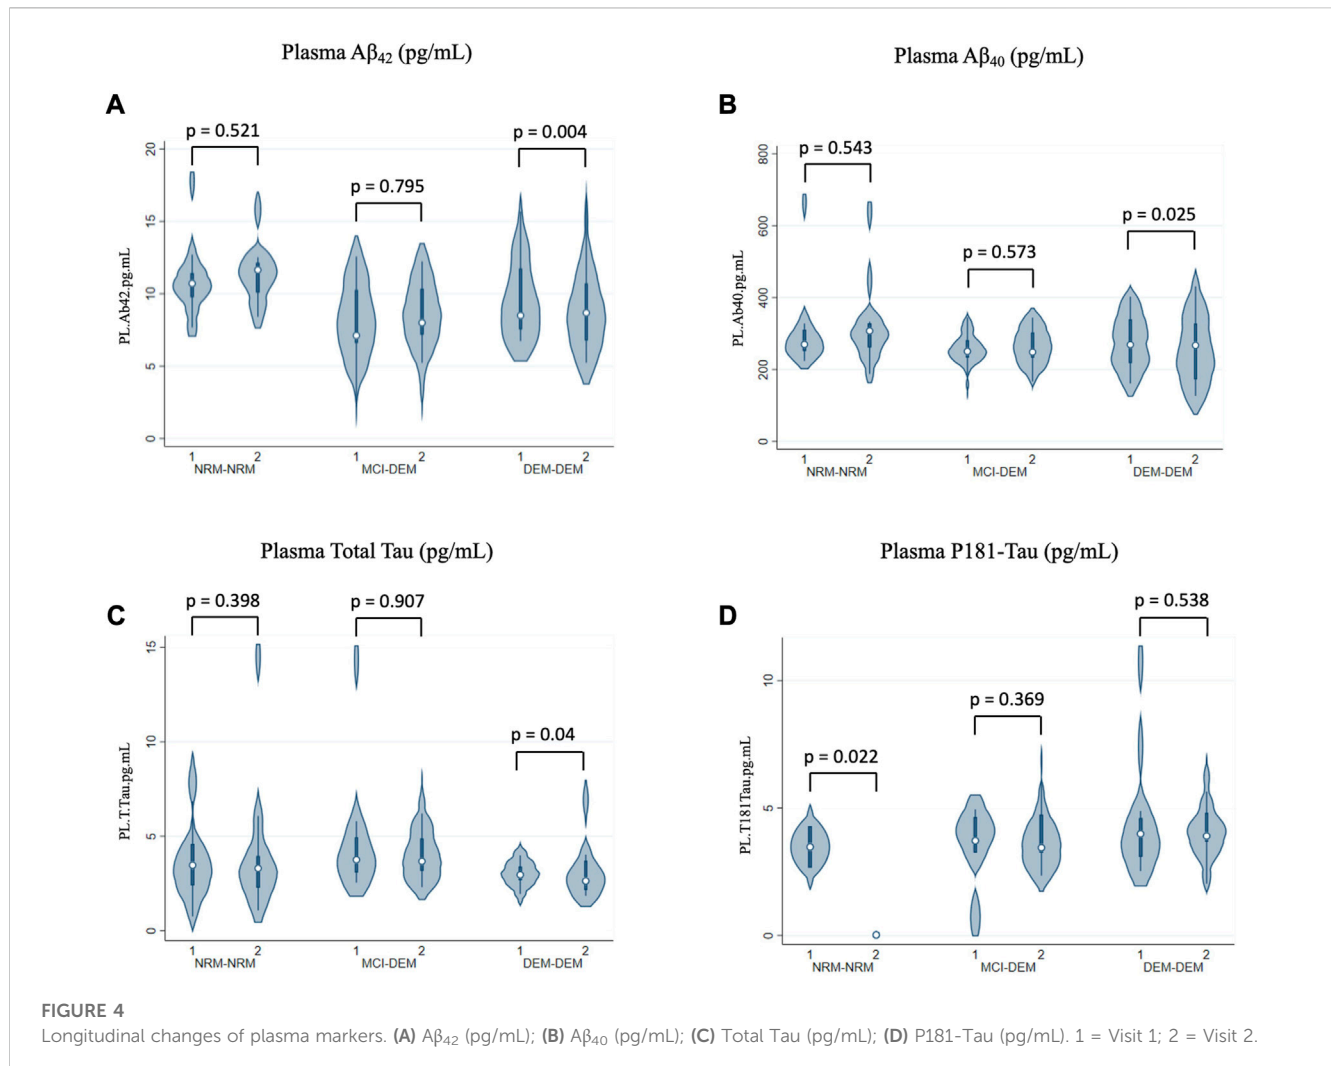 Plasma Aβ₄₂ (pg/mL)
A
p = 0.521
p = 0.795
p = 0.004
PL.Ab42.pg.mL
20
15
10
5
0
1 2 1 2 1 2
NRM-NRM MCI-DEM DEM-DEM
Plasma Aβ₄₀ (pg/mL)
B
p = 0.543
p = 0.573
p = 0.025
PL.Ab40.pg.mL
800
600
400
200
0
1 2 1 2 1 2
NRM-NRM MCI-DEM DEM-DEM
Plasma Total Tau (pg/mL)
C
p = 0.398
p = 0.907
p = 0.04
PL.T.Tau.pg.mL
15
10
5
0
1 2 1 2 1 2
NRM-NRM MCI-DEM DEM-DEM
Plasma P181-Tau (pg/mL)
D
p = 0.022
p = 0.369
p = 0.538
PL.T181Tau.pg.mL
10
5
0
1 2 1 2 1 2
NRM-NRM MCI-DEM DEM-DEM
FIGURE 4
Longitudinal changes of plasma markers. (A) Aβ₄₂ (pg/mL); (B) Aβ₄₀ (pg/mL); (C) Total Tau (pg/mL); (D) P181-Tau (pg/mL). 1 = Visit 1; 2 = Visit 2.